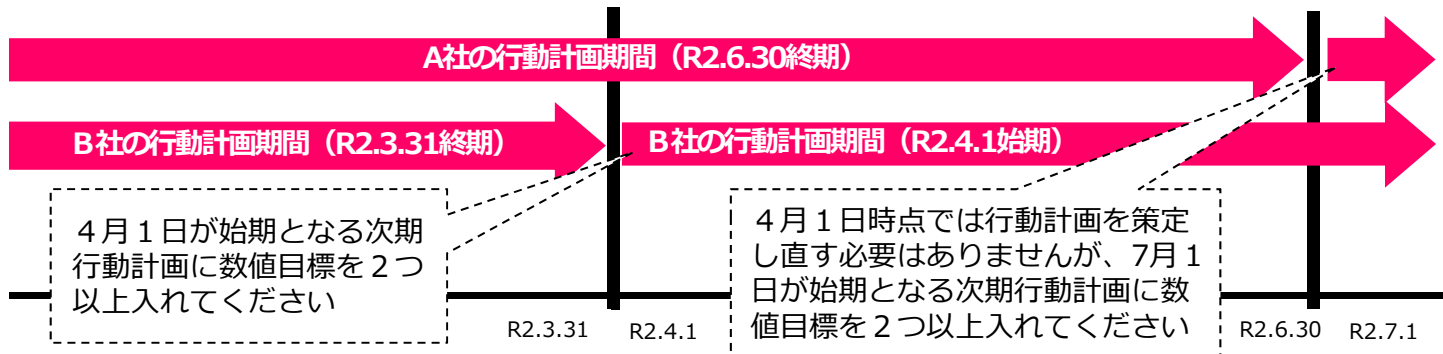 A社の行動計画期間（R2.6.30終期）
B社の行動計画期間（R2.3.31終期）
B社の行動計画期間（R2.4.1始期）
４月１日が始期となる次期
行動計画に数値目標を２つ
以上入れてください
４月１日時点では行動計画を策定
し直す必要はありませんが、7月１
日が始期となる次期行動計画に数
値目標を２つ以上入れてください
R2.3.31
R2.4.1
R2.6.30
R2.7.1